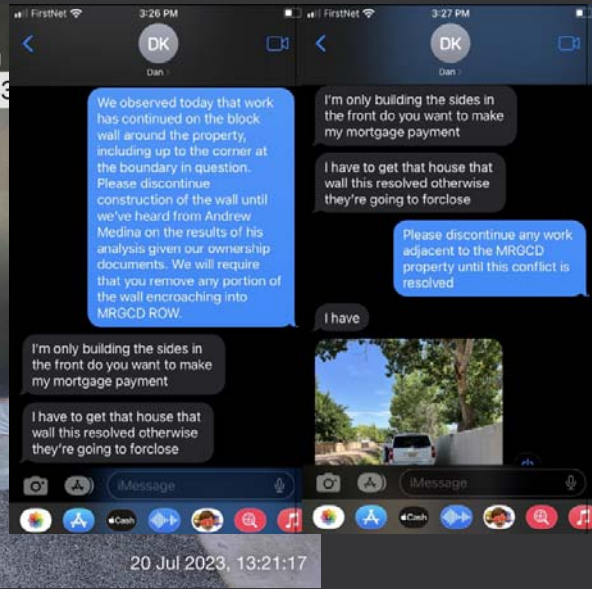 FirstNet 3:26 PM
DK
Dan
We observed today that work
has continued on the block
wall around the property,
including up to the corner at
the boundary in question.
Please discontinue
construction of the wall until
we've heard from Andrew
Medina on the results of his
analysis given our ownership
documents. We will require
that you remove any portion of
the wall encroaching into
MRGCD ROW.
I'm only building the sides in
the front do you want to make
my mortgage payment
I have to get that house that
wall this resolved otherwise
they're going to forclose
iMessage
Cash
FirstNet 3:27 PM
DK
Dan
I'm only building the sides in
the front do you want to make
my mortgage payment
I have to get that house that
wall this resolved otherwise
they're going to forclose
Please discontinue any work
adjacent to the MRGCD
property until this conflict is
resolved
I have
iMessage
Cash
20 Jul 2023, 13:21:17